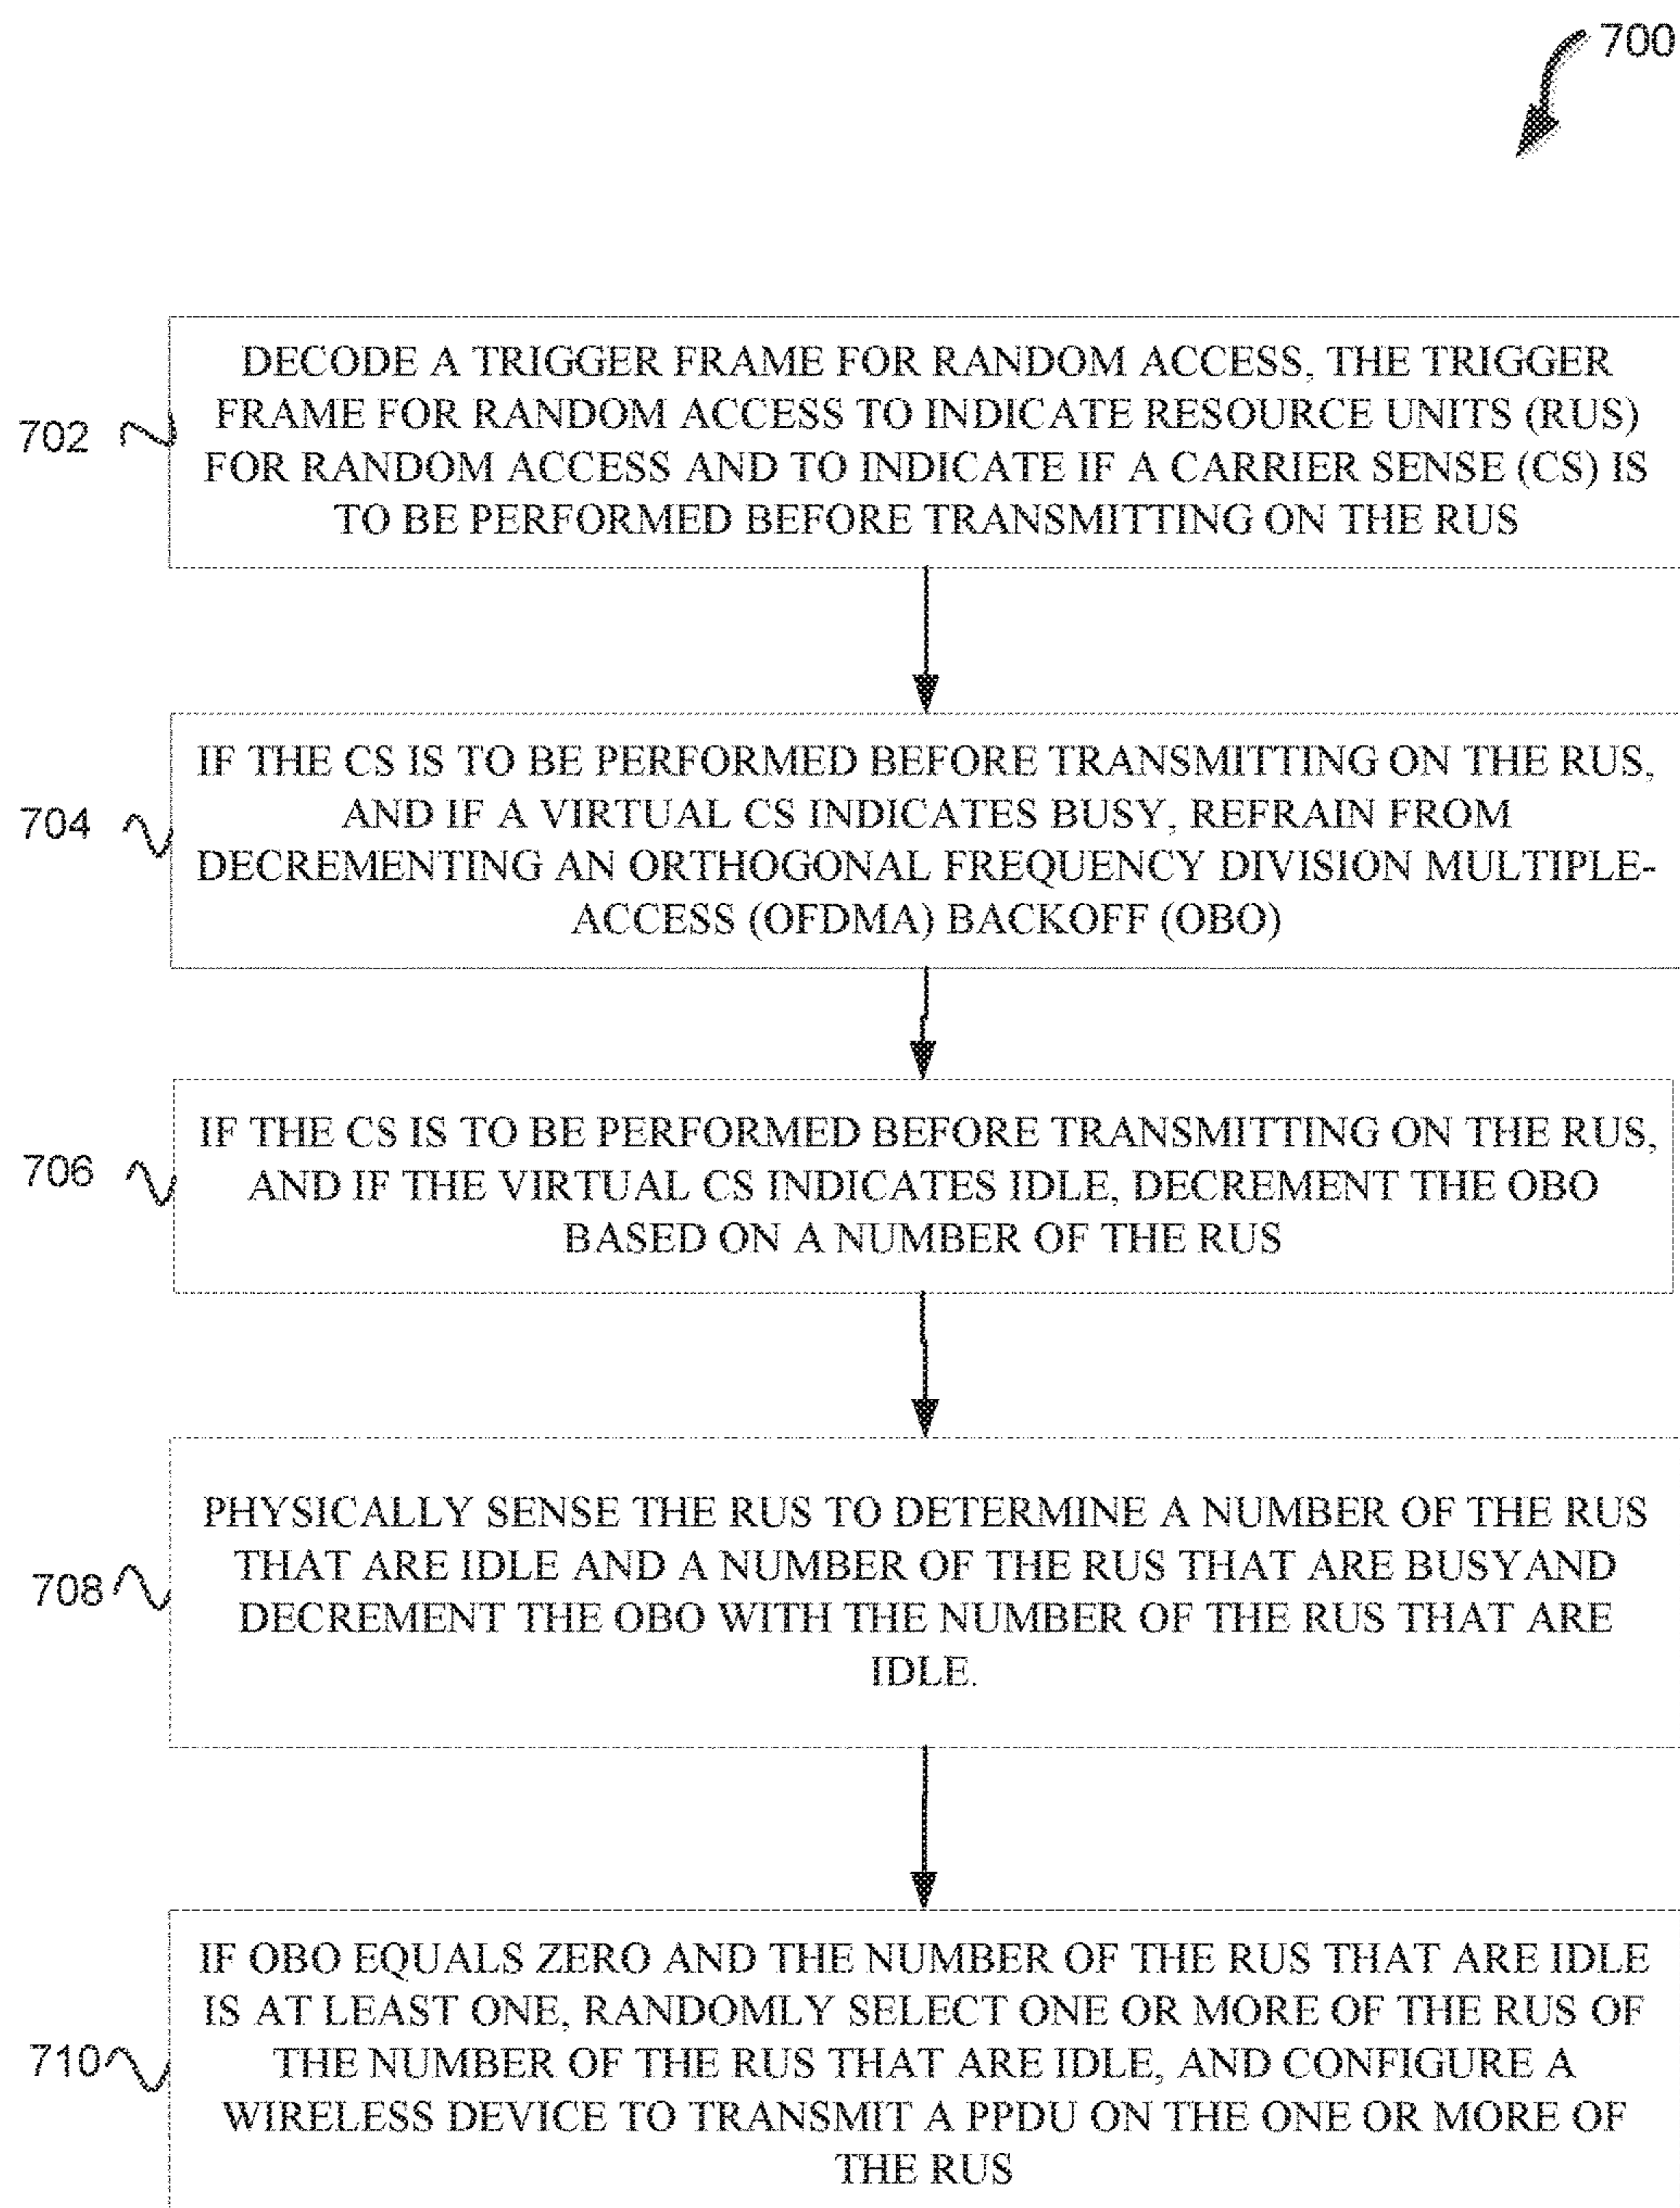 700
702
DECODE A TRIGGER FRAME FOR RANDOM ACCESS, THE TRIGGER
FRAME FOR RANDOM ACCESS TO INDICATE RESOURCE UNITS (RUS)
FOR RANDOM ACCESS AND TO INDICATE IF A CARRIER SENSE (CS) IS
TO BE PERFORMED BEFORE TRANSMITTING ON THE RUS
704
IF THE CS IS TO BE PERFORMED BEFORE TRANSMITTING ON THE RUS,
AND IF A VIRTUAL CS INDICATES BUSY, REFRAIN FROM
DECREMENTING AN ORTHOGONAL FREQUENCY DIVISION MULTIPLE-
ACCESS (OFDMA) BACKOFF (OBO)
706
IF THE CS IS TO BE PERFORMED BEFORE TRANSMITTING ON THE RUS,
AND IF THE VIRTUAL CS INDICATES IDLE, DECREMENT THE OBO
BASED ON A NUMBER OF THE RUS
708
PHYSICALLY SENSE THE RUS TO DETERMINE A NUMBER OF THE RUS
THAT ARE IDLE AND A NUMBER OF THE RUS THAT ARE BUSYAND
DECREMENT THE OBO WITH THE NUMBER OF THE RUS THAT ARE
IDLE.
710
IF OBO EQUALS ZERO AND THE NUMBER OF THE RUS THAT ARE IDLE
IS AT LEAST ONE, RANDOMLY SELECT ONE OR MORE OF THE RUS OF
THE NUMBER OF THE RUS THAT ARE IDLE, AND CONFIGURE A
WIRELESS DEVICE TO TRANSMIT A PPDU ON THE ONE OR MORE OF
THE RUS